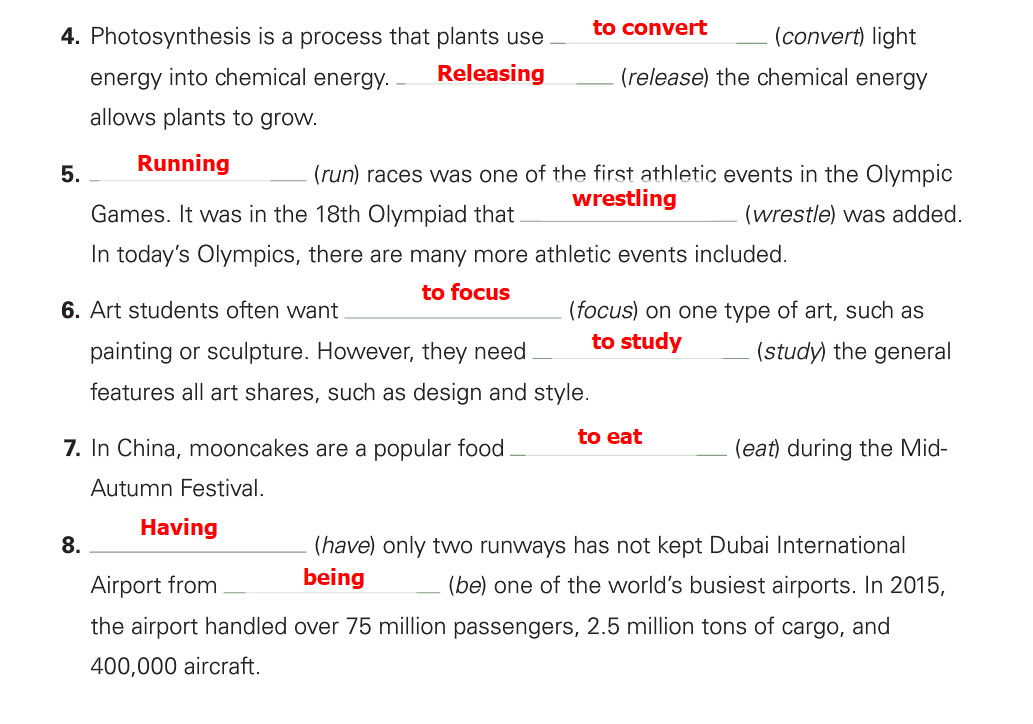 4. Photosynthesis is a process that plants use to convert (convert) light
energy into chemical energy. Releasing (release) the chemical energy
allows plants to grow.
5. Running (run) races was one of the first athletic events in the Olympic
Games. It was in the 18th Olympiad that wrestling (wrestle) was added.
In today's Olympics, there are many more athletic events included.
6. Art students often want to focus (focus) on one type of art, such as
painting or sculpture. However, they need to study (study) the general
features all art shares, such as design and style.
7. In China, mooncakes are a popular food to eat (eat) during the Mid-
Autumn Festival.
8. Having (have) only two runways has not kept Dubai International
Airport from being (be) one of the world's busiest airports. In 2015,
the airport handled over 75 million passengers, 2.5 million tons of cargo, and
400,000 aircraft.